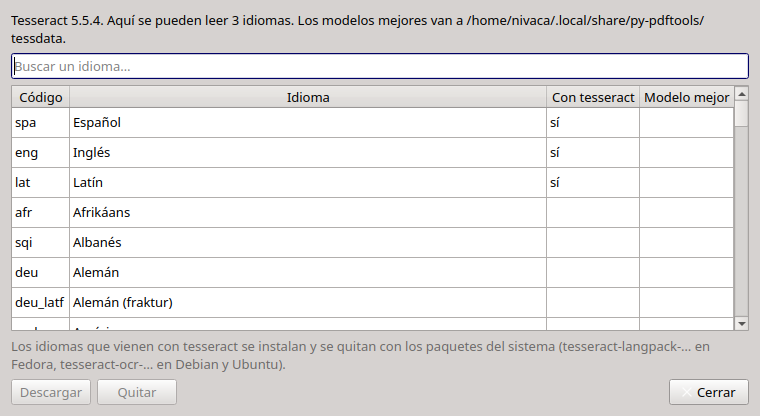 Tesseract 5.5.4. Aquí se pueden leer 3 idiomas. Los modelos mejores van a /home/nivaca/.local/share/py-pdftools/
tessdata.
Buscar un idioma...
Código Idioma Con tesseract Modelo mejor
spa Español sí
eng Inglés sí
lat Latín sí
afr Afrikáans
sqi Albanés
deu Alemán
deu_latf Alemán (fraktur)
Los idiomas que vienen con tesseract se instalan y se quitan con los paquetes del sistema (tesseract-langpack-... en
Fedora, tesseract-ocr-... en Debian y Ubuntu).
Descargar Quitar Cerrar